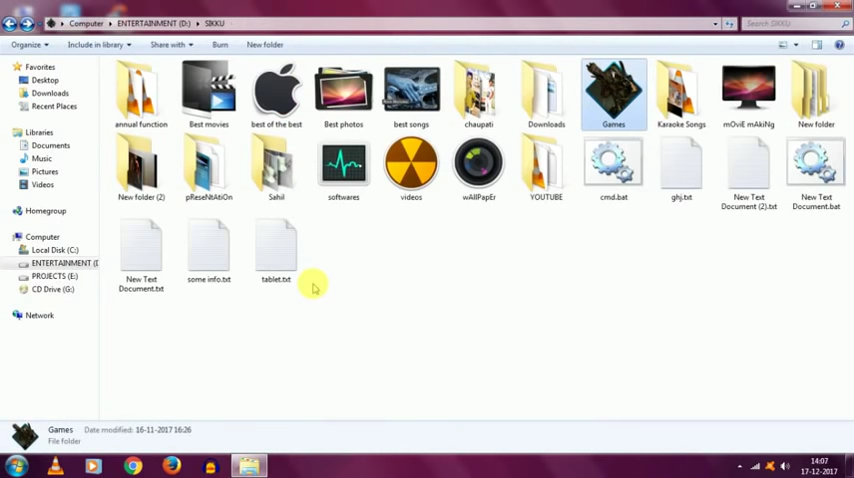 Computer ▸ ENTERTAINMENT (D:) ▸ SIKKU
Search SIKKU
Organize Include in library Share with Burn New folder
Favorites
Desktop
Downloads
Recent Places
Libraries
Documents
Music
Pictures
Videos
Homegroup
Computer
Local Disk (C:)
ENTERTAINMENT (D
PROJECTS (E:)
CD Drive (G:)
Network
annual function Best movies best of the best Best photos best songs chaupati Downloads Games Karaoke Songs mOviE mAkiNg New folder
New folder (2) pReseNtAtiOn Sahil softwares videos wAllPapEr YOUTUBE cmd.bat ghj.txt New Text Document (2).txt New Text Document.bat
New Text Document.txt some info.txt tablet.txt
Games Date modified: 16-11-2017 16:26
File folder
14:07
17-12-2017